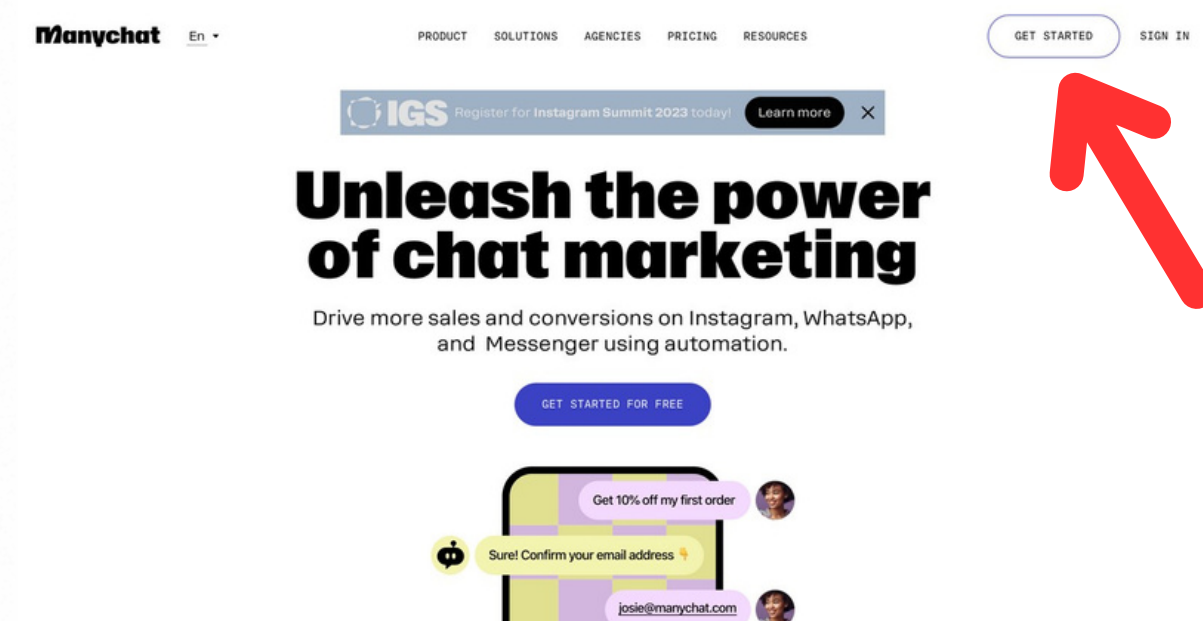 Manychat
En
PRODUCT SOLUTIONS AGENCIES PRICING RESOURCES
GET STARTED
SIGN IN
IGS Register for Instagram Summit 2023 today! Learn more
Unleash the power
of chat marketing
Drive more sales and conversions on Instagram, WhatsApp,
and Messenger using automation.
GET STARTED FOR FREE
Get 10% off my first order
Sure! Confirm your email address 👇
josie@manychat.com